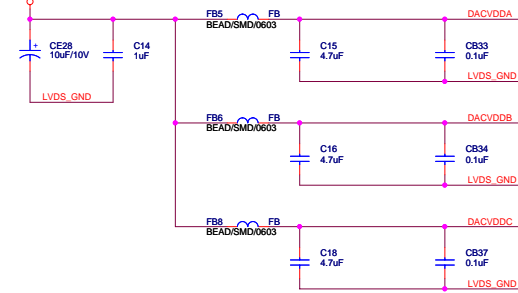 FB5 FB DACVDDA
BEAD/SMD/0603
+ CE28 C14 C15 CB33
10uF/10V 1uF 4.7uF 0.1uF
LVDS_GND LVDS_GND
FB6 FB DACVDDB
BEAD/SMD/0603
C16 CB34
4.7uF 0.1uF
LVDS_GND
FB8 FB DACVDDC
BEAD/SMD/0603
C18 CB37
4.7uF 0.1uF
LVDS_GND